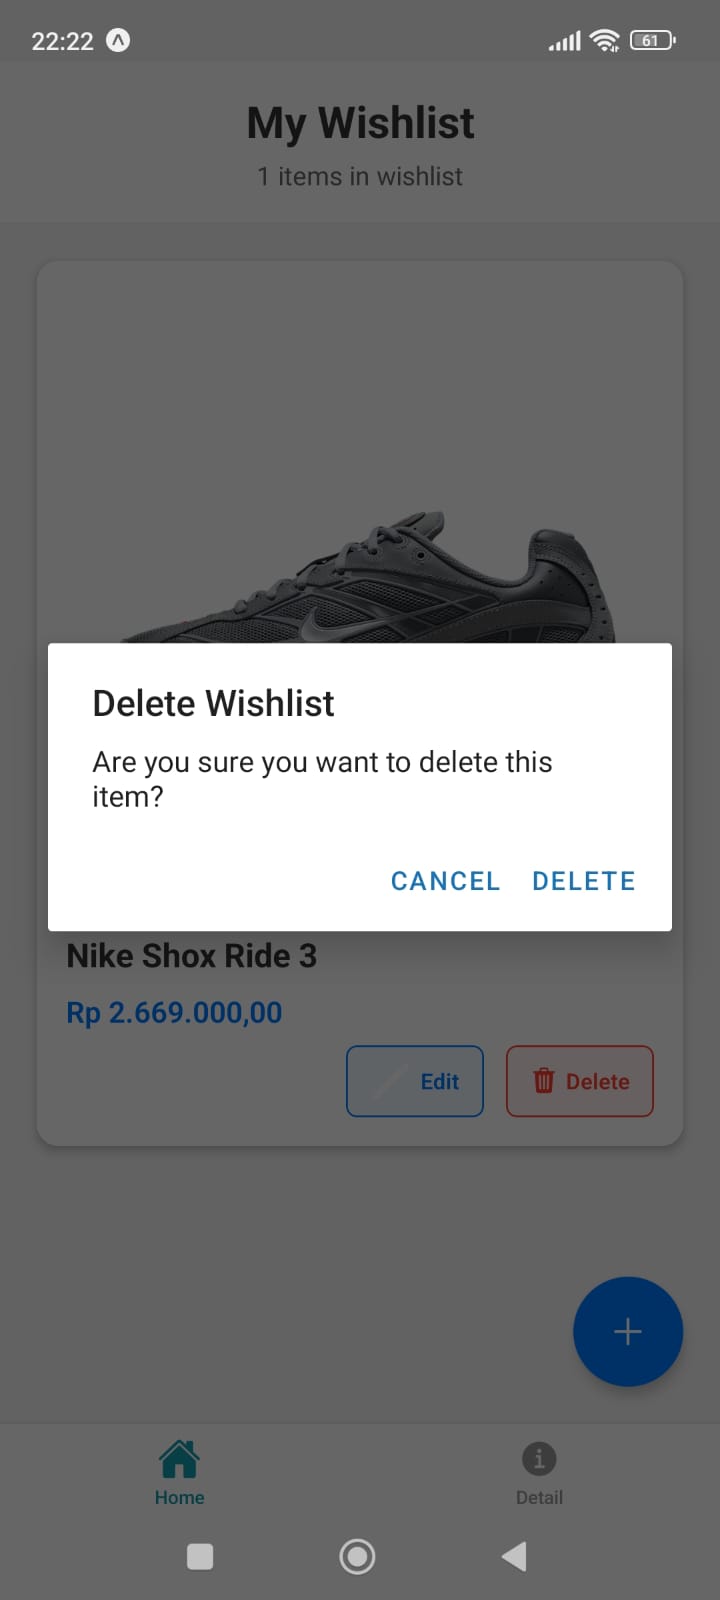 22:22
61
My Wishlist
1 items in wishlist
Delete Wishlist
Are you sure you want to delete this
item?
CANCEL DELETE
Nike Shox Ride 3
Rp 2.669.000,00
Edit Delete
Home Detail